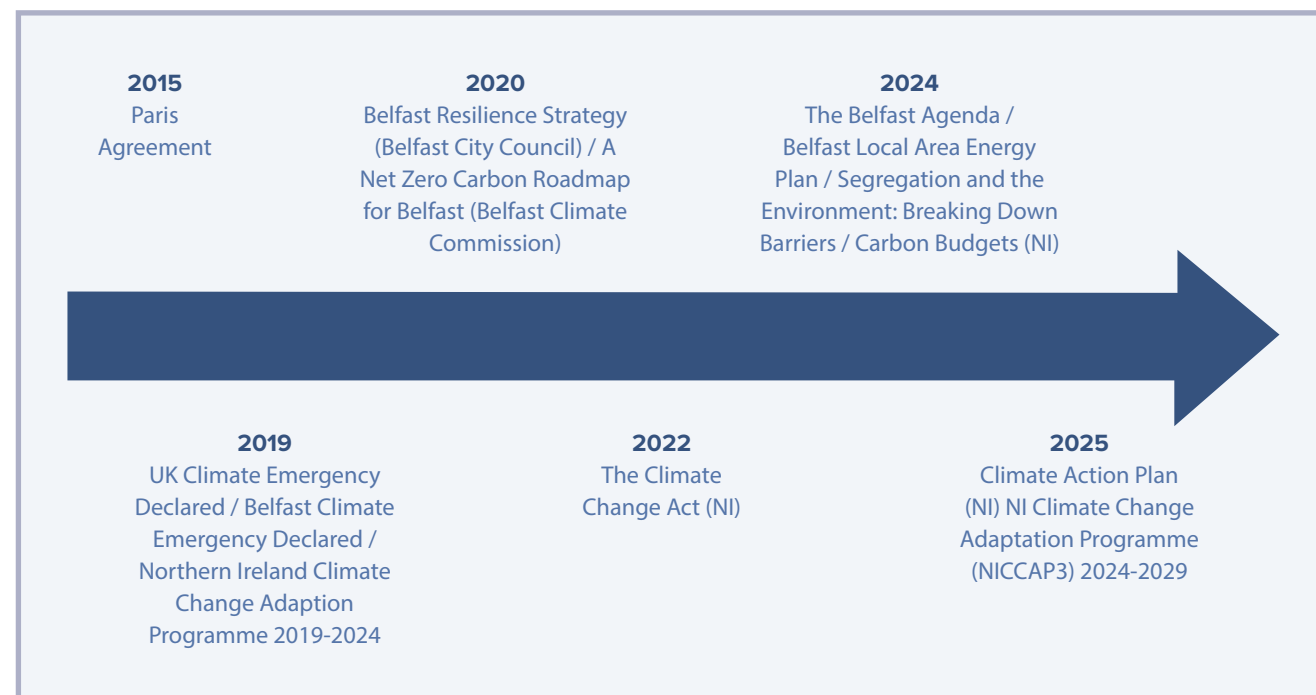 2015
Paris
Agreement
2020
Belfast Resilience Strategy
(Belfast City Council) / A
Net Zero Carbon Roadmap
for Belfast (Belfast Climate
Commission)
2024
The Belfast Agenda /
Belfast Local Area Energy
Plan / Segregation and the
Environment: Breaking Down
Barriers / Carbon Budgets (NI)
2019
UK Climate Emergency
Declared / Belfast Climate
Emergency Declared /
Northern Ireland Climate
Change Adaption
Programme 2019-2024
2022
The Climate
Change Act (NI)
2025
Climate Action Plan
(NI) NI Climate Change
Adaptation Programme
(NICCAP3) 2024-2029